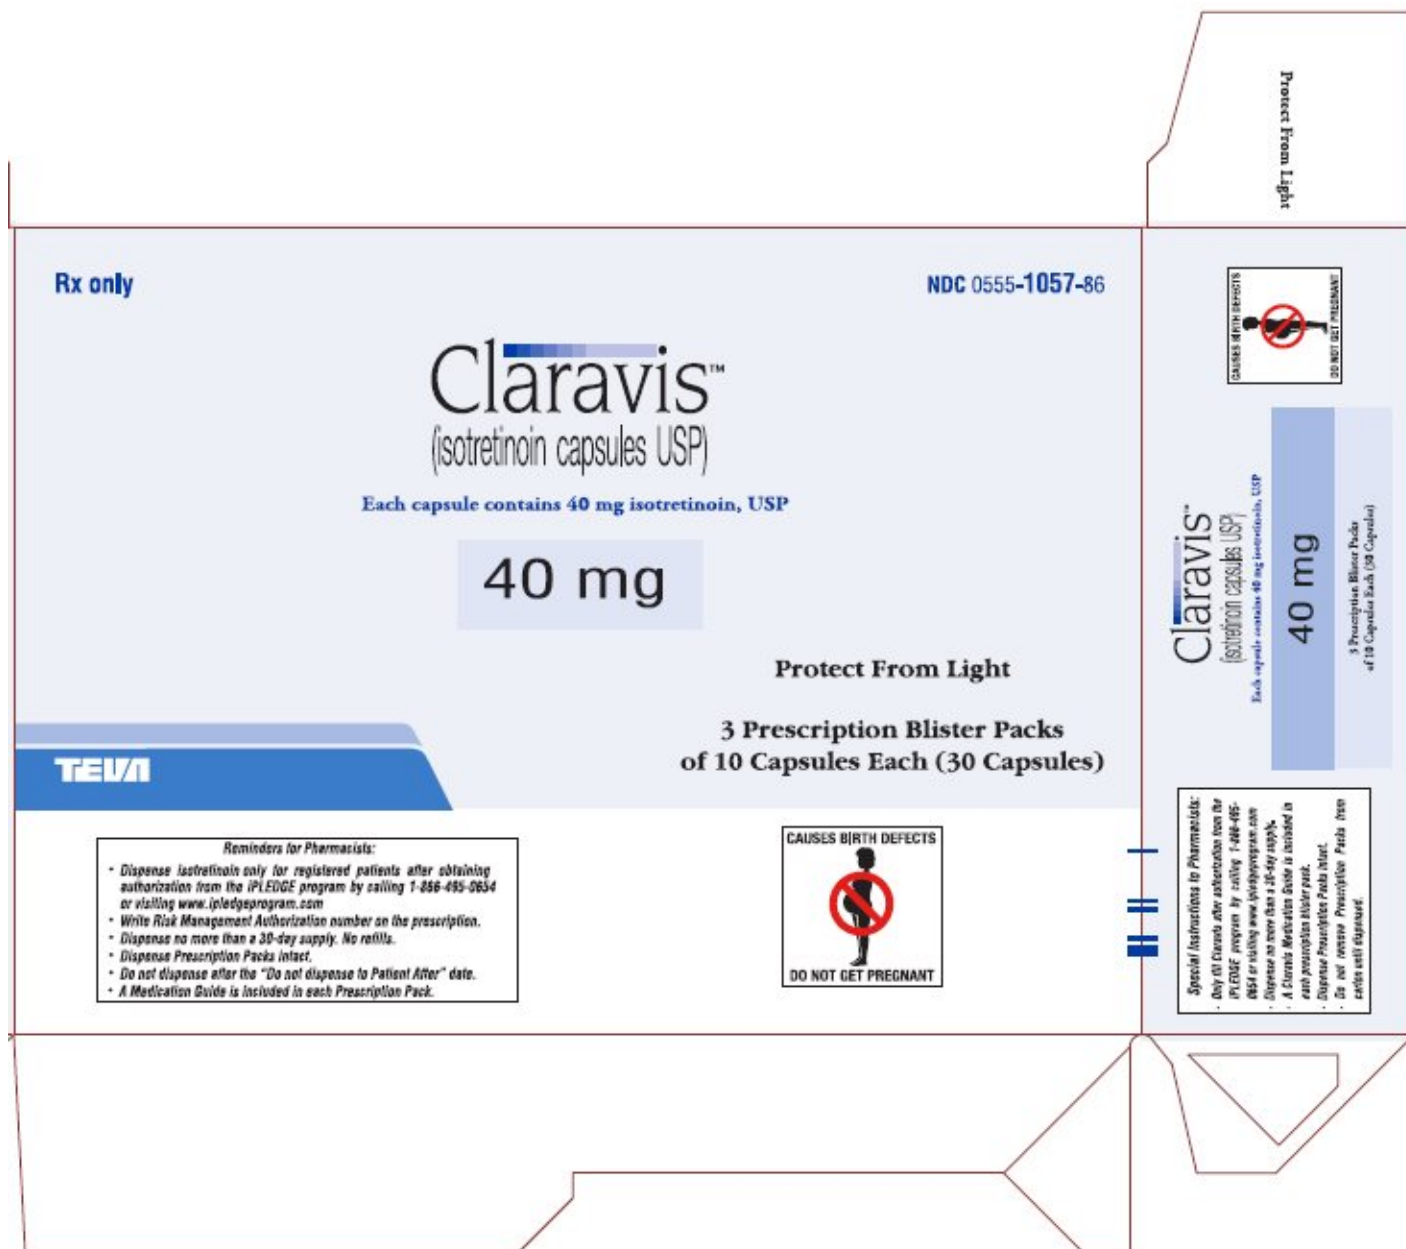 Protect From Light
Rx only
NDC 0555-1057-86
Claravis™
(isotretinoin capsules USP)
Each capsule contains 40 mg isotretinoin, USP
40 mg
Protect From Light
3 Prescription Blister Packs
of 10 Capsules Each (30 Capsules)
TEVA
Reminders for Pharmacists:
• Dispense isotretinoin only for registered patients after obtaining
authorization from the iPLEDGE program by calling 1-866-495-0654
or visiting www.ipledgeprogram.com
• Write Risk Management Authorization number on the prescription.
• Dispense no more than a 30-day supply. No refills.
• Dispense Prescription Packs intact.
• Do not dispense after the “Do not dispense to Patient After” date.
• A Medication Guide is included in each Prescription Pack.
CAUSES BIRTH DEFECTS
DO NOT GET PREGNANT
CAUSES BIRTH DEFECTS
DO NOT GET PREGNANT
Claravis™
(isotretinoin capsules USP)
Each capsule contains 40 mg isotretinoin, USP
40 mg
3 Prescription Blister Packs
of 10 Capsules Each (30 Capsules)
Special Instructions to Pharmacists:
· Only fill Claravis after authorization from the
iPLEDGE program by calling 1-866-495-
0654 or visiting www.ipledgeprogram.com
· Dispense no more than a 30-day supply.
· A Claravis Medication Guide is included in
each prescription blister pack.
· Dispense Prescription Packs intact.
· Do not remove Prescription Packs from
carton until dispensed.